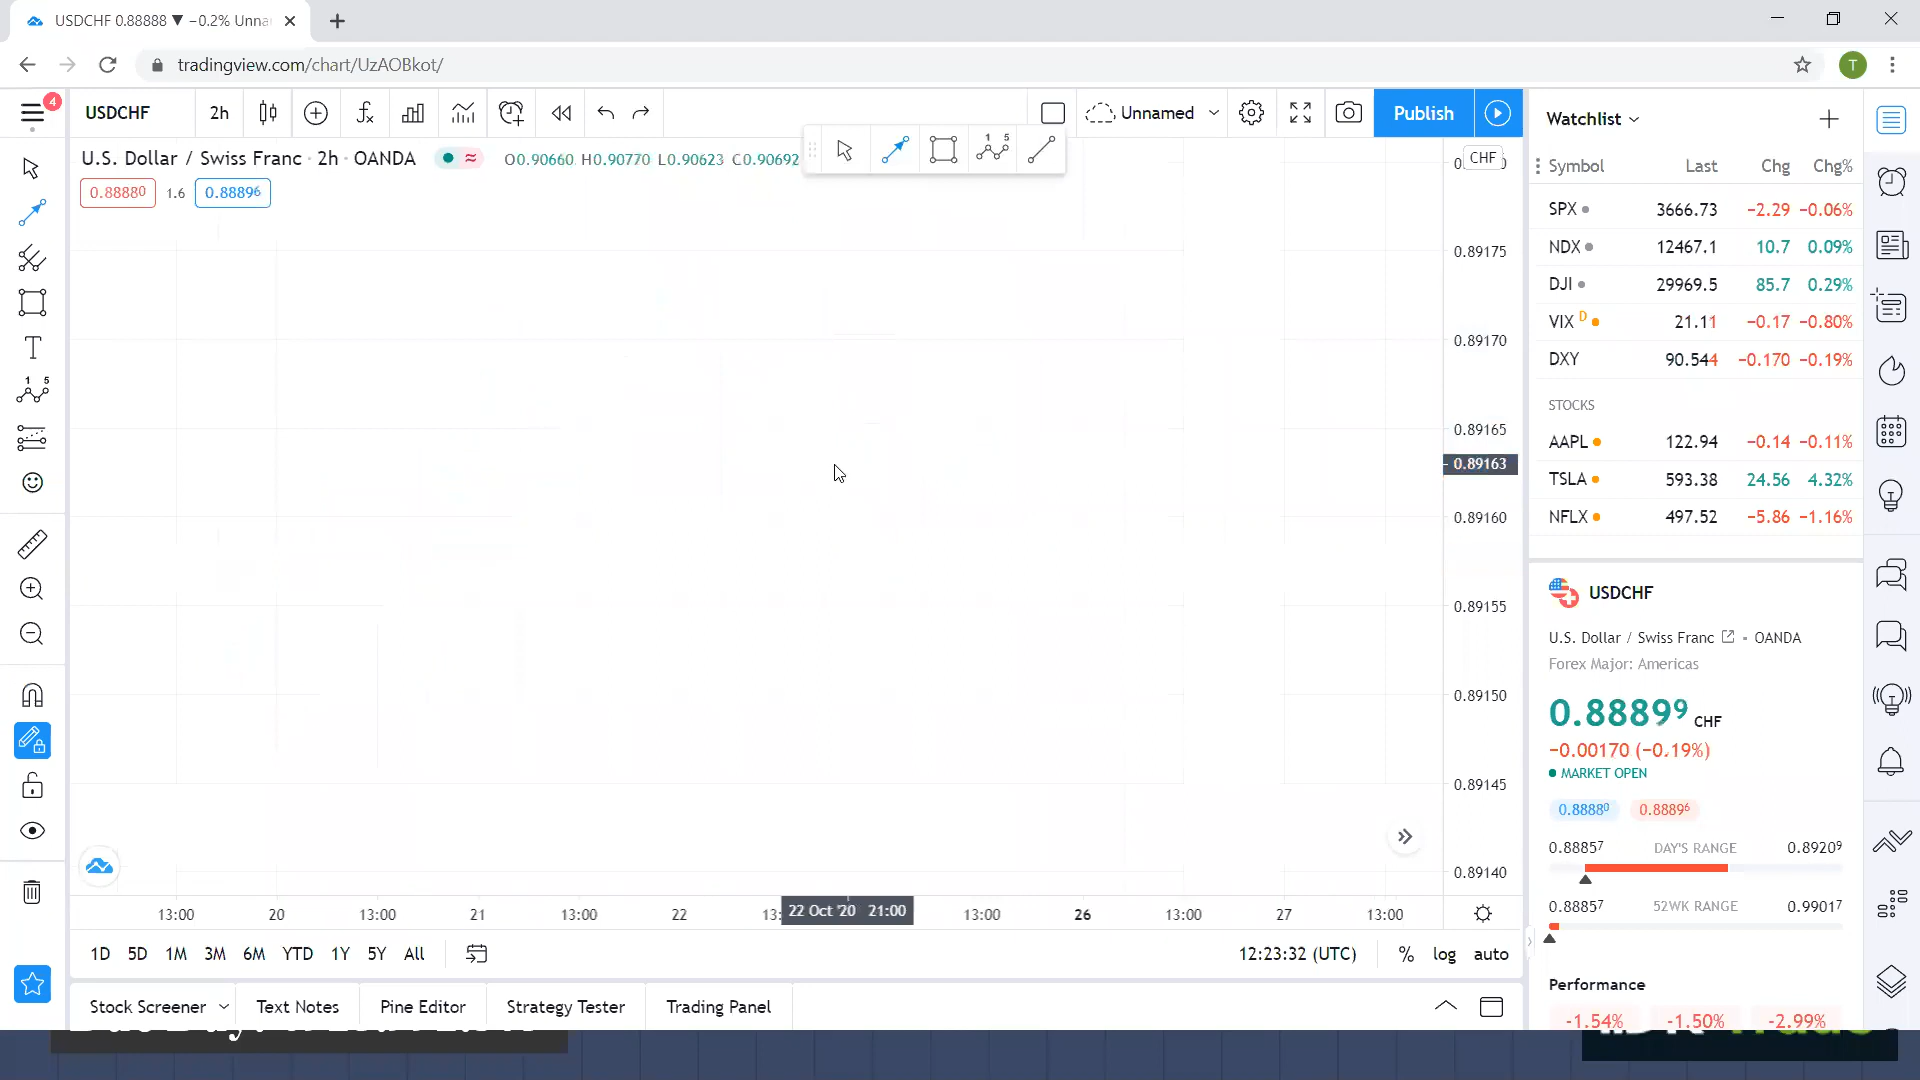 USDCHF 0.88888 ▼ −0.2% Unna
tradingview.com/chart/UzAOBkot/
4
USDCHF 2h
Unnamed
Publish
U.S. Dollar / Swiss Franc · 2h · OANDA
O0.90660 H0.90770 L0.90623 C0.90692
0.88880 1.6 0.88896
CHF
0.89175
0.89170
0.89165
0.89163
0.89160
0.89155
0.89150
0.89145
0.89140
13:00 20 13:00 21 13:00 22 22 Oct '20 21:00 13:00 26 13:00 27 13:00
1D 5D 1M 3M 6M YTD 1Y 5Y All
12:23:32 (UTC) % log auto
Stock Screener Text Notes Pine Editor Strategy Tester Trading Panel
Watchlist
Symbol Last Chg Chg%
SPX 3666.73 −2.29 −0.06%
NDX 12467.1 10.7 0.09%
DJI 29969.5 85.7 0.29%
VIX D 21.11 −0.17 −0.80%
DXY 90.544 −0.170 −0.19%
STOCKS
AAPL 122.94 −0.14 −0.11%
TSLA 593.38 24.56 4.32%
NFLX 497.52 −5.86 −1.16%
USDCHF
U.S. Dollar / Swiss Franc OANDA
Forex Major: Americas
0.88899 CHF
−0.00170 (−0.19%)
MARKET OPEN
0.88880 0.88896
0.88857 DAY'S RANGE 0.89209
0.88857 52WK RANGE 0.99017
Performance
-1.54% -1.50% -2.99%
T